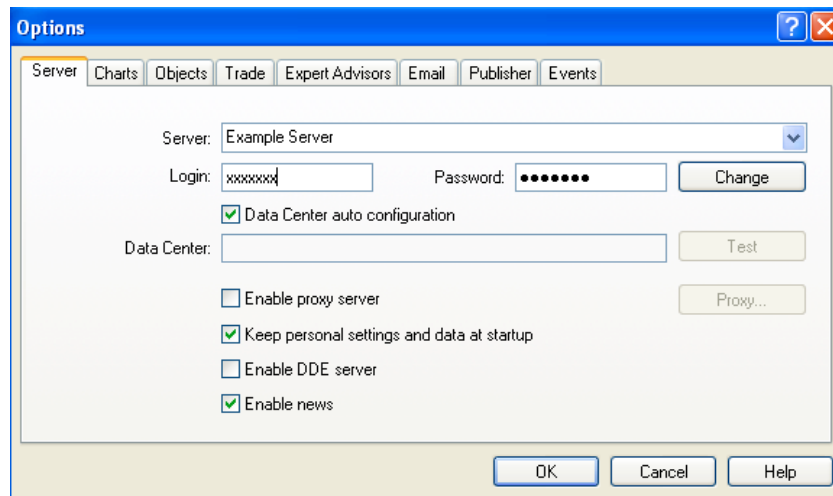 Options
Server Charts Objects Trade Expert Advisors Email Publisher Events
Server: Example Server
Login: xxxxxxx Password: ●●●●●●● Change
Data Center auto configuration
Data Center: Test
Enable proxy server Proxy...
Keep personal settings and data at startup
Enable DDE server
Enable news
OK Cancel Help